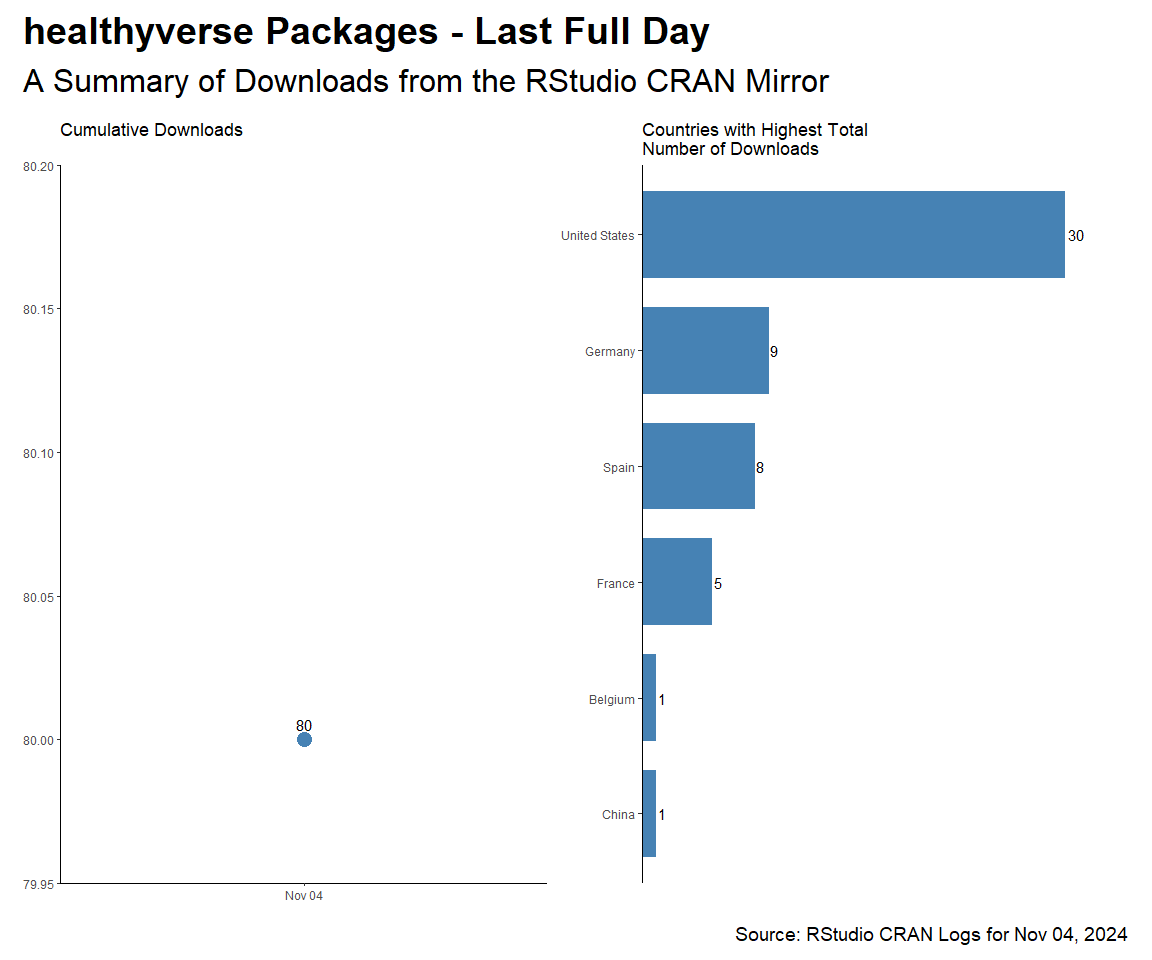 healthyverse Packages - Last Full Day
A Summary of Downloads from the RStudio CRAN Mirror
Cumulative Downloads
80.20
80.15
80.10
80.05
80.00
79.95
80
Nov 04
Countries with Highest Total
Number of Downloads
United States
30
Germany
9
Spain
8
France
5
Belgium
1
China
1
Source: RStudio CRAN Logs for Nov 04, 2024